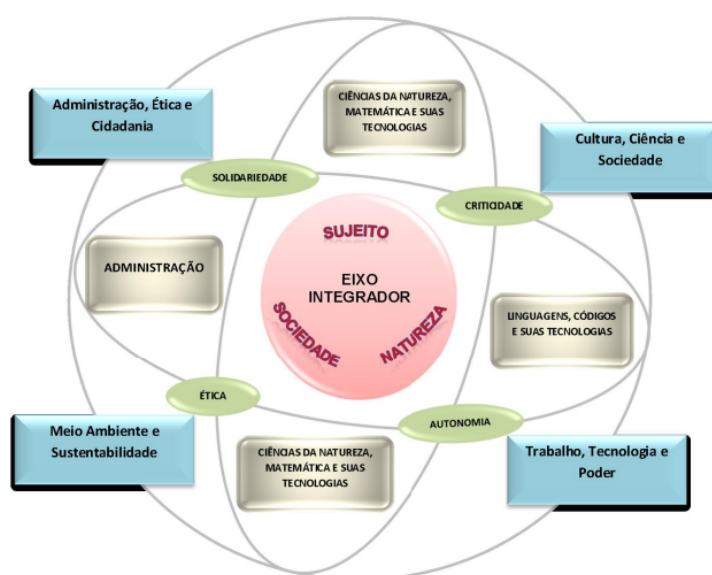 CIÊNCIAS DA NATUREZA,
MATEMÁTICA E SUAS
TECNOLOGIAS
Administração, Ética e
Cidadania
Cultura, Ciência e
Sociedade
SOLIDARIEDADE
CRITICIDADE
SUJEITO
EIXO
INTEGRADOR
SOCIEDADE
NATUREZA
ADMINISTRAÇÃO
LINGUAGENS, CÓDIGOS
E SUAS TECNOLOGIAS
ÉTICA
AUTONOMIA
Meio Ambiente e
Sustentabilidade
CIÊNCIAS DA NATUREZA,
MATEMÁTICA E SUAS
TECNOLOGIAS
Trabalho, Tecnologia e
Poder